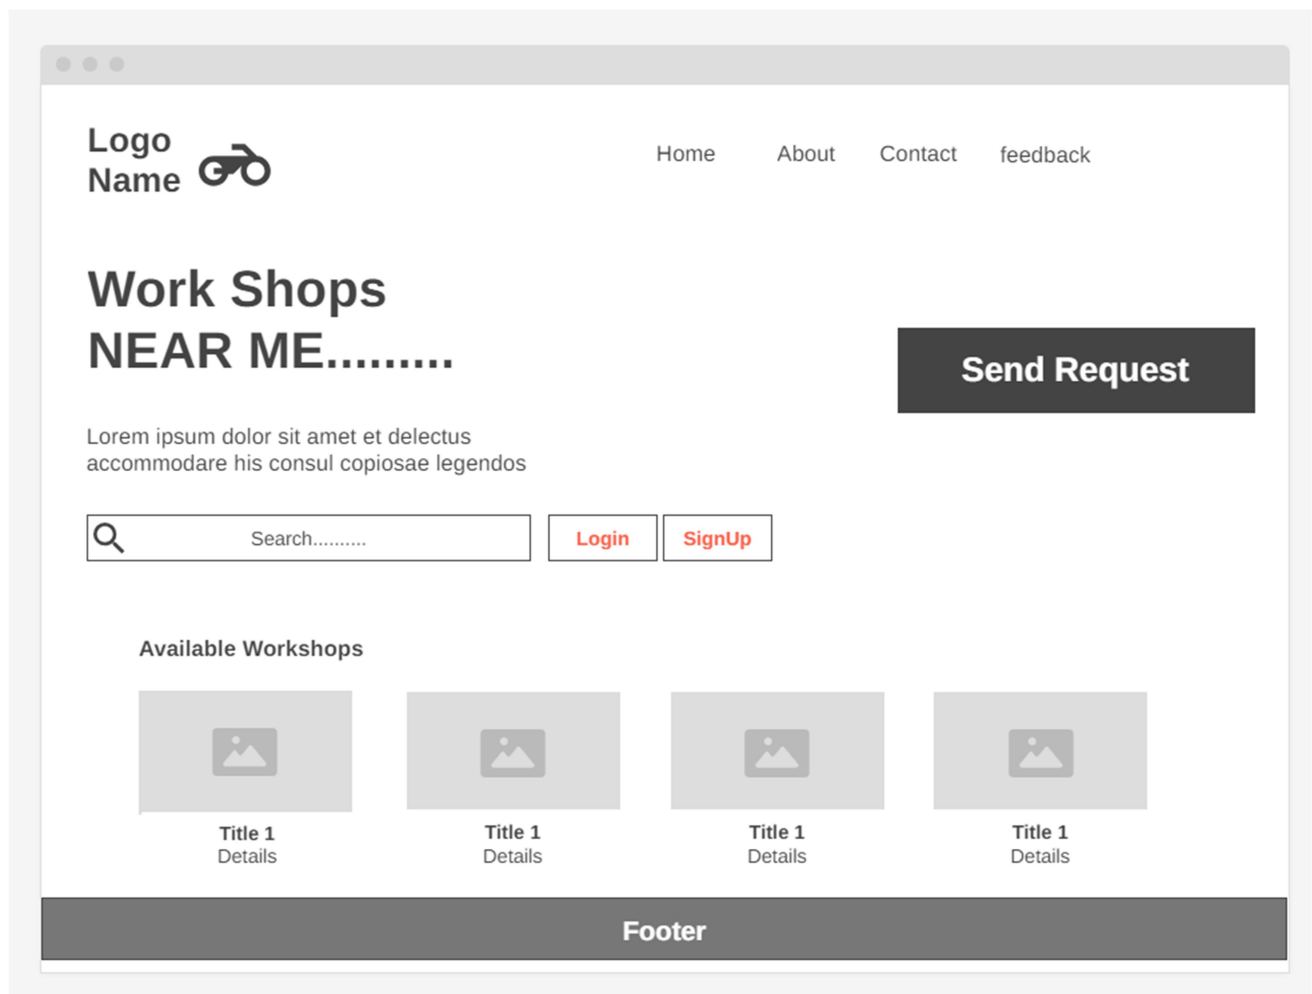 Logo
Name
Home
About
Contact
feedback
Work Shops
NEAR ME.........
Send Request
Lorem ipsum dolor sit amet et delectus
accommodare his consul copiosae legendos
Search..........
Login
SignUp
Available Workshops
Title 1
Details
Title 1
Details
Title 1
Details
Title 1
Details
Footer